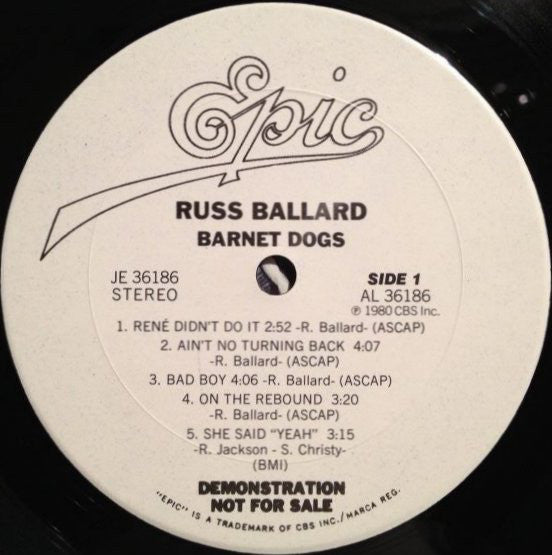 Epic
RUSS BALLARD
BARNET DOGS
JE 36186
STEREO
SIDE 1
AL 36186
℗ 1980 CBS Inc.
1. RENÉ DIDN'T DO IT 2:52 -R. Ballard- (ASCAP)
2. AIN'T NO TURNING BACK 4:07
-R. Ballard- (ASCAP)
3. BAD BOY 4:06 -R. Ballard- (ASCAP)
4. ON THE REBOUND 3:20
-R. Ballard- (ASCAP)
5. SHE SAID "YEAH" 3:15
-R. Jackson - S. Christy-
(BMI)
DEMONSTRATION
NOT FOR SALE
"EPIC" IS A TRADEMARK OF CBS INC./MARCA REG.